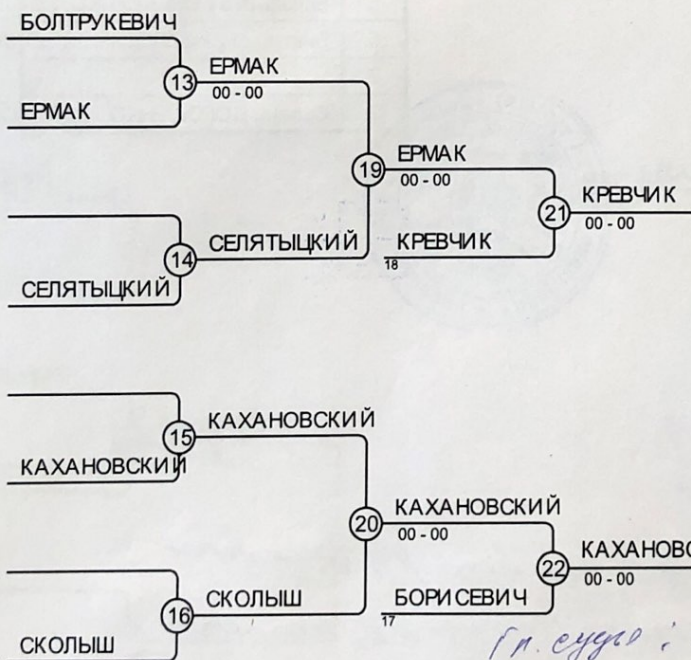 БОЛТРУКЕВИЧ
13
ЕРМАК
00 - 00
ЕРМАК
19
ЕРМАК
00 - 00
21
КРЕВЧИК
00 - 00
14
СЕЛЯТЫЦКИЙ
КРЕВЧИК
18
СЕЛЯТЫЦКИЙ
15
КАХАНОВСКИЙ
КАХАНОВСКИЙ
20
КАХАНОВСКИЙ
00 - 00
22
КАХАНОВС
00 - 00
16
СКОЛЫШ
БОРИСЕВИЧ
17
СКОЛЫШ
Гл. судья: